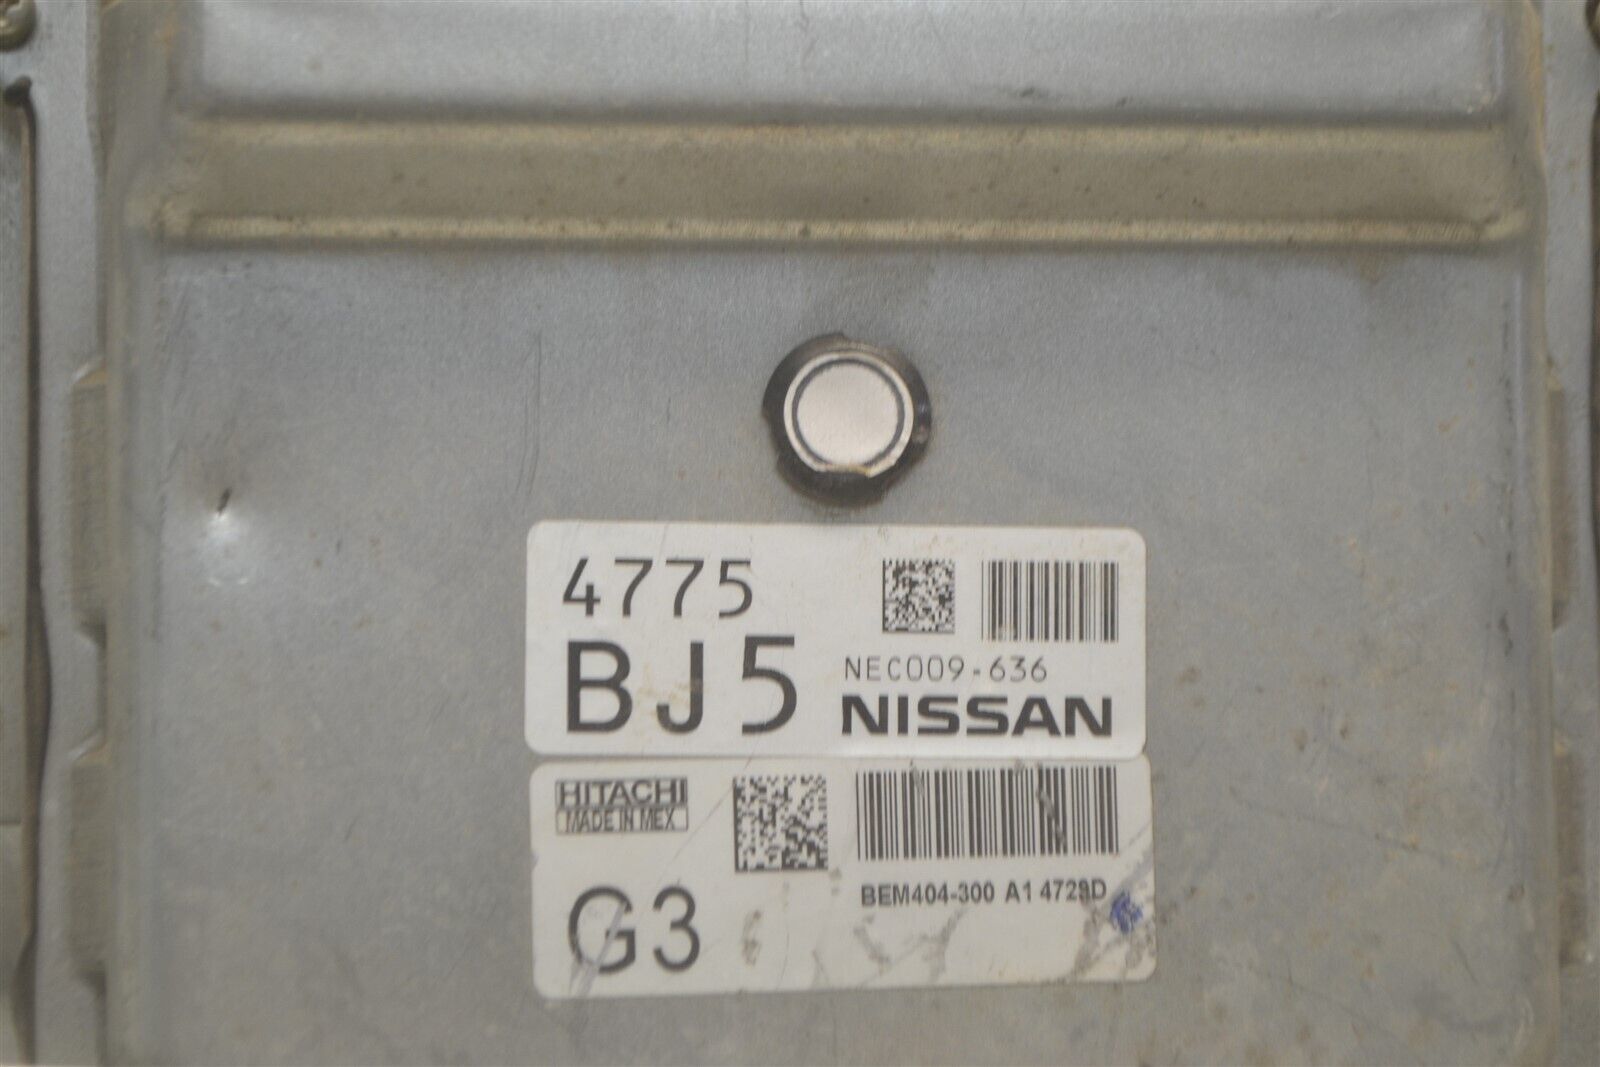 4775
BJ5
NEC009-636
NISSAN
HITACHI
MADE IN MEX
BEM404-300 A1 4729D
G3